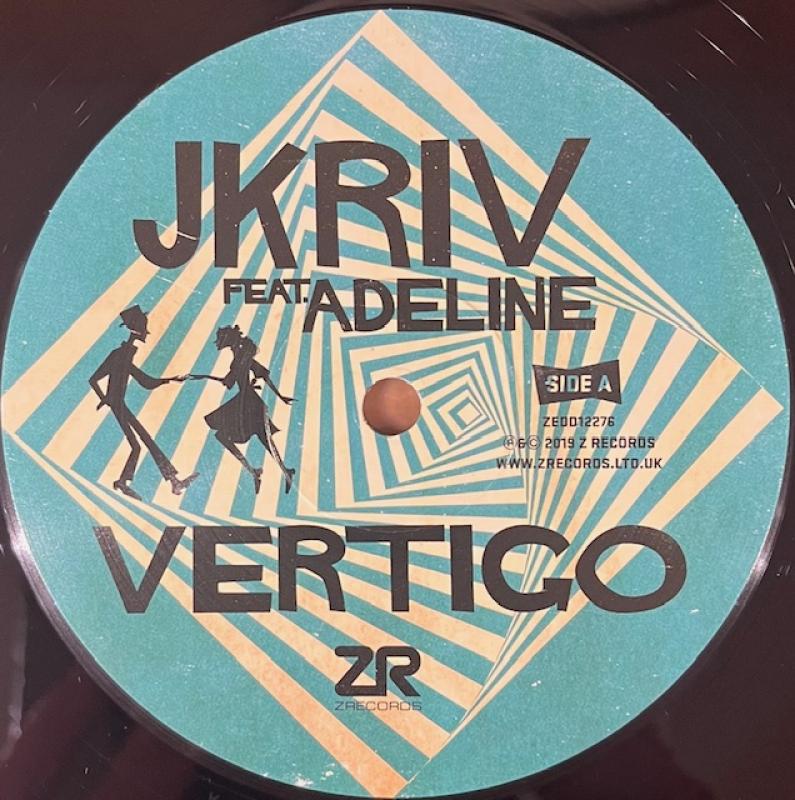 JKRIV
FEAT. ADELINE
SIDE A
ZEDD12276
℗&© 2019 Z RECORDS
WWW.ZRECORDS.LTD.UK
VERTIGO
ZR
ZRECORDS